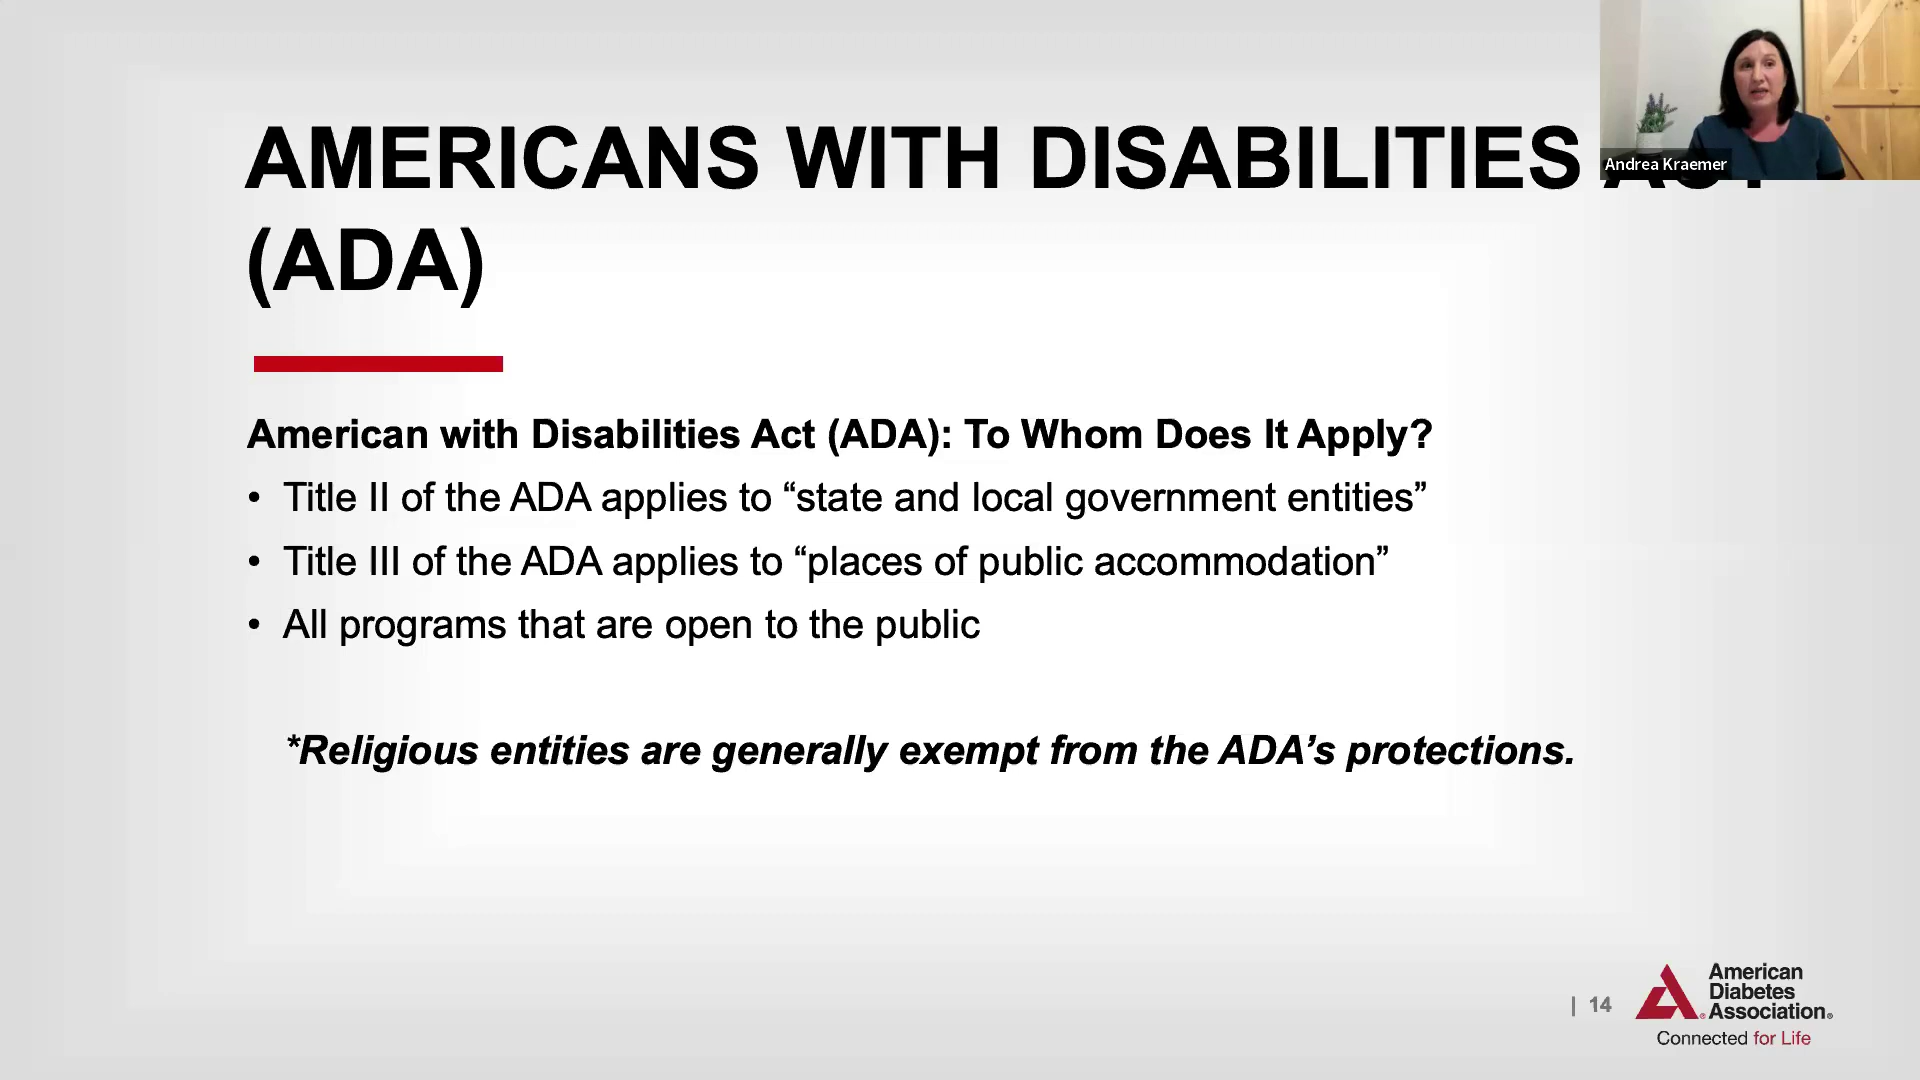 AMERICANS WITH DISABILITIES ACT
(ADA)
Andrea Kraemer
American with Disabilities Act (ADA): To Whom Does It Apply?
• Title II of the ADA applies to “state and local government entities”
• Title III of the ADA applies to “places of public accommodation”
• All programs that are open to the public
*Religious entities are generally exempt from the ADA’s protections.
| 14
American
Diabetes
® Association®
Connected for Life